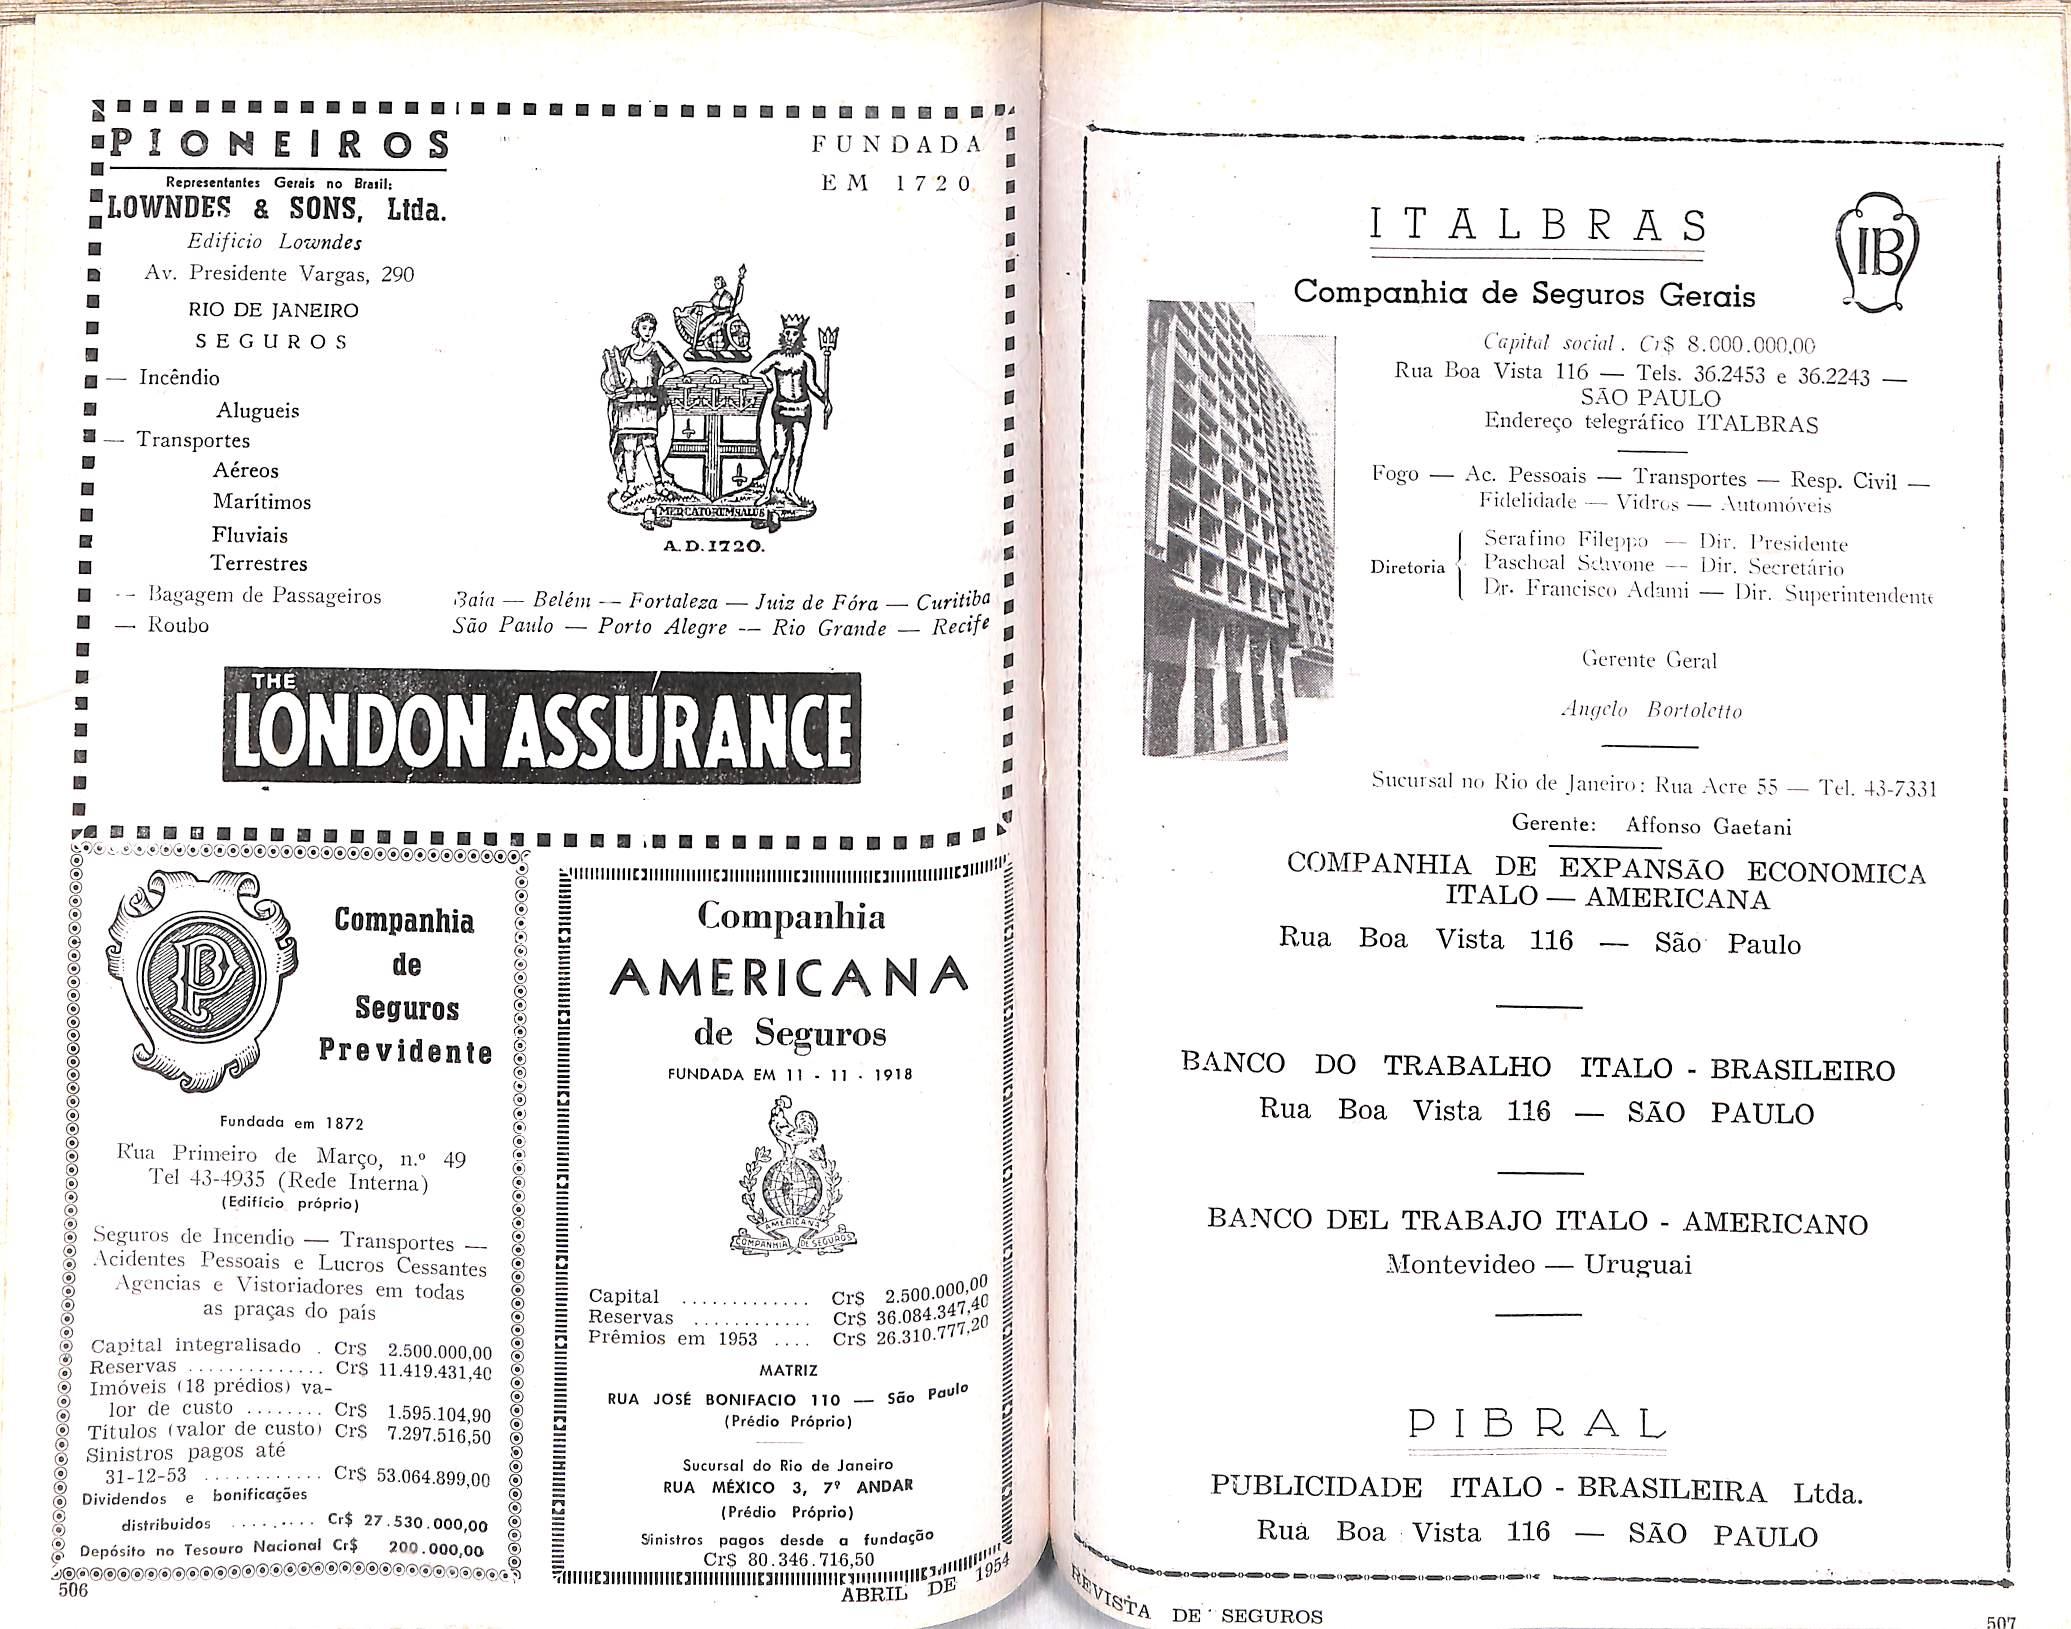 PIONEIROS
Representantes Gerais no Brasil:
LOWNDES & SONS, Ltda.
Edificio Lowndes
Av. Presidente Vargas, 290
RIO DE JANEIRO
SEGUROS
— Incêndio
Alugueis
— Transportes
Aéreos
Marítimos
Fluviais
Terrestres
— Bagagem de Passageiros
— Roubo
FUNDADA
EM 1720
MERCATORUM SALUS
A.D.1720.
Baía — Belém — Fortaleza — Juiz de Fóra — Curitiba
São Paulo — Porto Alegre — Rio Grande — Recife
THE
LONDON ASSURANCE
P
Companhia
de
Seguros
Previdente
Fundada em 1872
Rua Primeiro de Março, n.º 49
Tel 43-4935 (Rede Interna)
(Edifício próprio)
Seguros de Incendio — Transportes —
Acidentes Pessoais e Lucros Cessantes
Agencias e Vistoriadores em todas
as praças do país
Capital integralisado . Cr$ 2.500.000,00
Reservas .............. Cr$ 11.419.431,40
Imóveis (18 prédios) va-
lor de custo ........ Cr$ 1.595.104,90
Títulos (valor de custo) Cr$ 7.297.516,50
Sinistros pagos até
31-12-53 ............ Cr$ 53.064.899,00
Dividendos e bonificações
distribuidos ......... Cr$ 27.530.000,00
Depósito no Tesouro Nacional Cr$ 200.000,00
506
Companhia
AMERICANA
de Seguros
FUNDADA EM 11 - 11 - 1918
AMERICANA
COMPANHIA DE SEGUROS
Capital ............. Cr$ 2.500.000,00
Reservas ............ Cr$ 36.084.347,40
Prêmios em 1953 .... Cr$ 26.310.777,20
MATRIZ
RUA JOSÉ BONIFACIO 110 — São Paulo
(Prédio Próprio)
Sucursal do Rio de Janeiro
RUA MÉXICO 3, 7º ANDAR
(Prédio Próprio)
Sinistros pagos desde a fundação
Cr$ 80.346.716,50
ABRIL DE 1954
ITALBRAS
IB
Companhia de Seguros Gerais
Capital social . Cr$ 8.000.000,00
Rua Boa Vista 116 — Tels. 36.2453 e 36.2243 —
SÃO PAULO
Endereço telegráfico ITALBRAS
Fogo — Ac. Pessoais — Transportes — Resp. Civil —
Fidelidade — Vidros — Automóveis
Diretoria
Serafino Fileppo — Dir. Presidente
Paschoal Scavone — Dir. Secretário
Dr. Francisco Adami — Dir. Superintendente
Gerente Geral
Angelo Bortoletto
Sucursal no Rio de Janeiro: Rua Acre 55 — Tel. 43-7331
Gerente: Affonso Gaetani
COMPANHIA DE EXPANSÃO ECONOMICA
ITALO — AMERICANA
Rua Boa Vista 116 — São Paulo
BANCO DO TRABALHO ITALO - BRASILEIRO
Rua Boa Vista 116 — SÃO PAULO
BANCO DEL TRABAJO ITALO - AMERICANO
Montevideo — Uruguai
PIBRAL
PUBLICIDADE ITALO - BRASILEIRA Ltda.
Rua Boa Vista 116 — SÃO PAULO
REVISTA DE SEGUROS
507